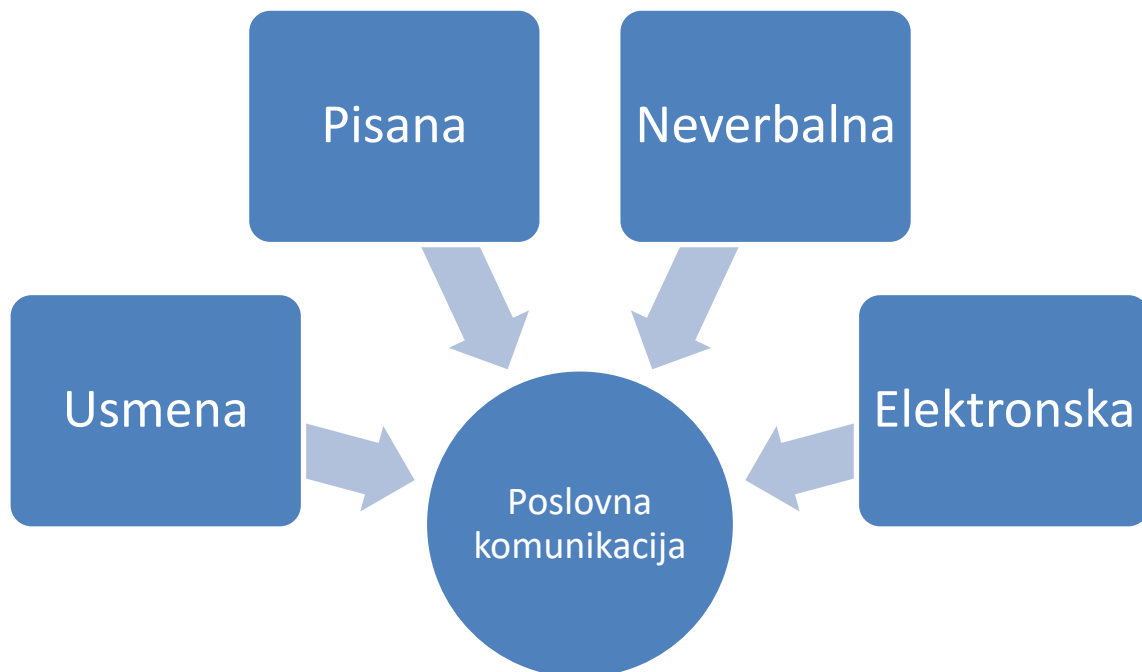 Pisana
Neverbalna
Usmena
Elektronska
Poslovna
komunikacija